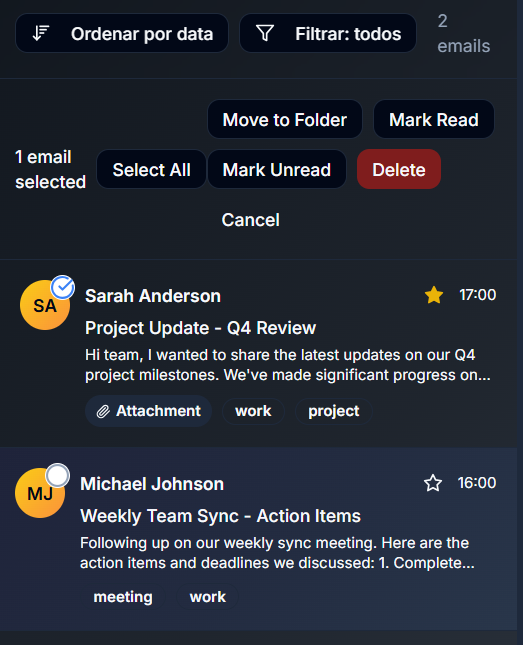 Ordenar por data
Filtrar: todos
2
emails
1 email
selected
Select All
Move to Folder
Mark Read
Mark Unread
Delete
Cancel
SA
Sarah Anderson
17:00
Project Update - Q4 Review
Hi team, I wanted to share the latest updates on our Q4
project milestones. We've made significant progress on...
Attachment
work
project
MJ
Michael Johnson
16:00
Weekly Team Sync - Action Items
Following up on our weekly sync meeting. Here are the
action items and deadlines we discussed: 1. Complete...
meeting
work